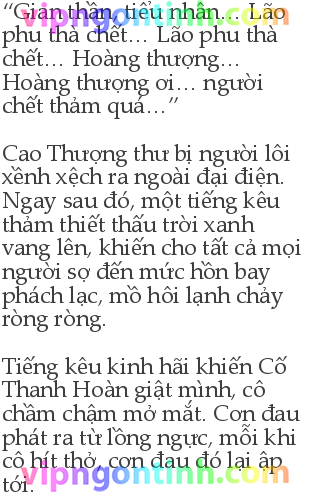 “Gian thần, tiểu nhân... Lão
phu thà chết... Lão phu thà
chết... Hoàng thượng...
Hoàng thượng ơi... người
chết thảm quá...”
Cao Thượng thư bị người lôi
xềnh xệch ra ngoài đại điện.
Ngay sau đó, một tiếng kêu
thảm thiết thấu trời xanh
vang lên, khiến cho tất cả mọi
người sợ đến mức hồn bay
phách lạc, mồ hôi lạnh chảy
ròng ròng.
Tiếng kêu kinh hãi khiến Cố
Thanh Hoàn giật mình, cô
chầm chậm mở mắt. Cơn đau
phát ra từ lồng ngực, mỗi khi
cô hít thở, cơn đau đó lại ập
tới.
vipngontinh.com
vipngontinh.com